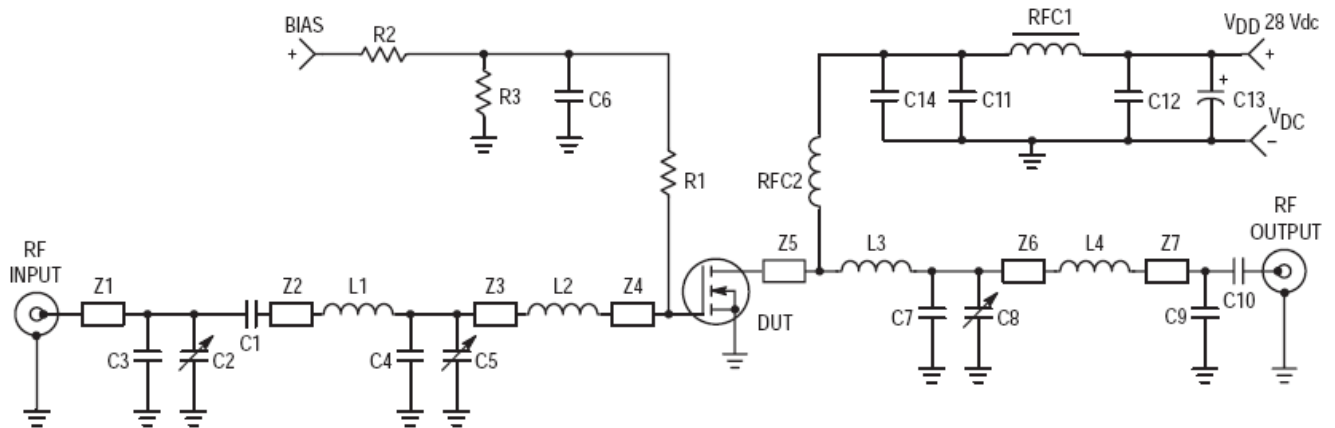 BIAS
+
R2
R3
C6
R1
RFC1
V_DD 28 Vdc
+
C14
C11
C12
+
C13
V_DC
–
RFC2
RF
INPUT
Z1
C3
C2
C1
Z2
L1
C4
C5
Z3
L2
Z4
DUT
Z5
L3
C7
C8
Z6
L4
Z7
C9
C10
RF
OUTPUT